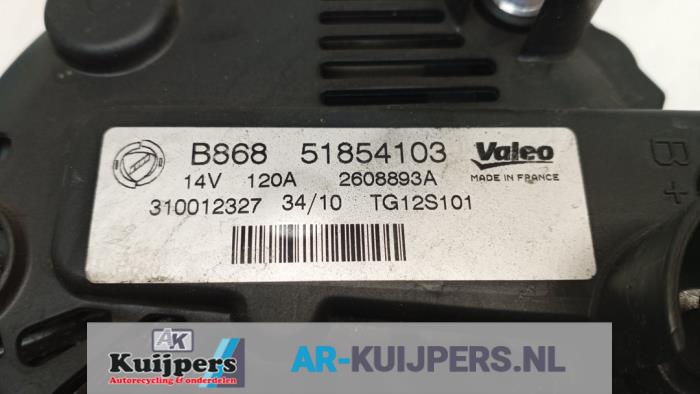 B868 51854103 Valeo
14V 120A 2608893A MADE IN FRANCE
310012327 34/10 TG12S101
B+
AK
Kuijpers
Autorecycling & onderdelen
AR-KUIJPERS.NL